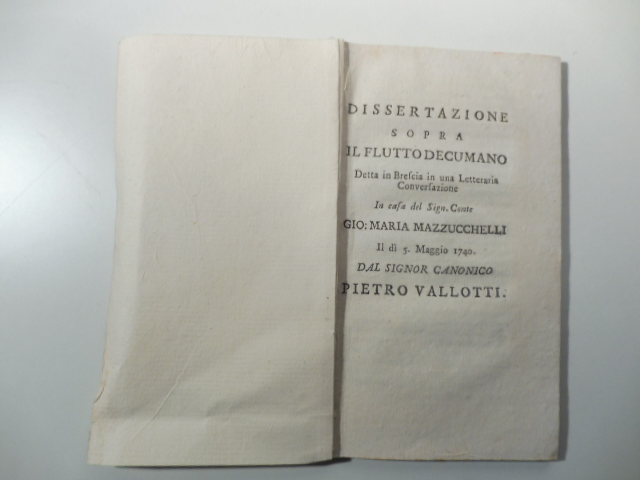 DISSERTAZIONE
SOPRA
IL FLUTTO DECUMANO
Detta in Brescia in una Letteraria
Conversazione
In casa del Sign. Conte
GIO: MARIA MAZZUCCHELLI
Il dì 5. Maggio 1740.
DAL SIGNOR CANONICO
PIETRO VALLOTTI.